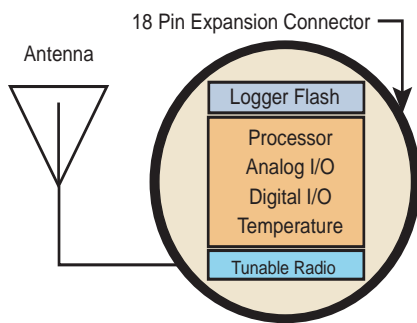 18 Pin Expansion Connector
Antenna
Logger Flash
Processor
Analog I/O
Digital I/O
Temperature
Tunable Radio